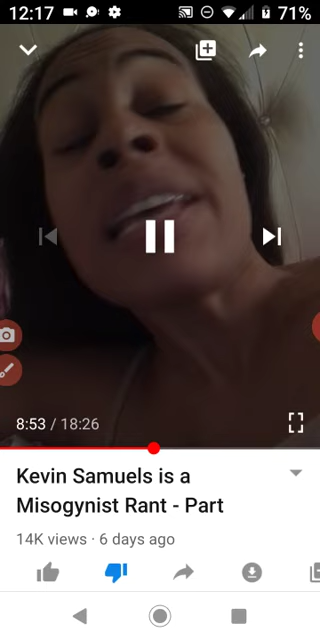 12:17
71%
8:53 / 18:26
Kevin Samuels is a
Misogynist Rant - Part
14K views · 6 days ago